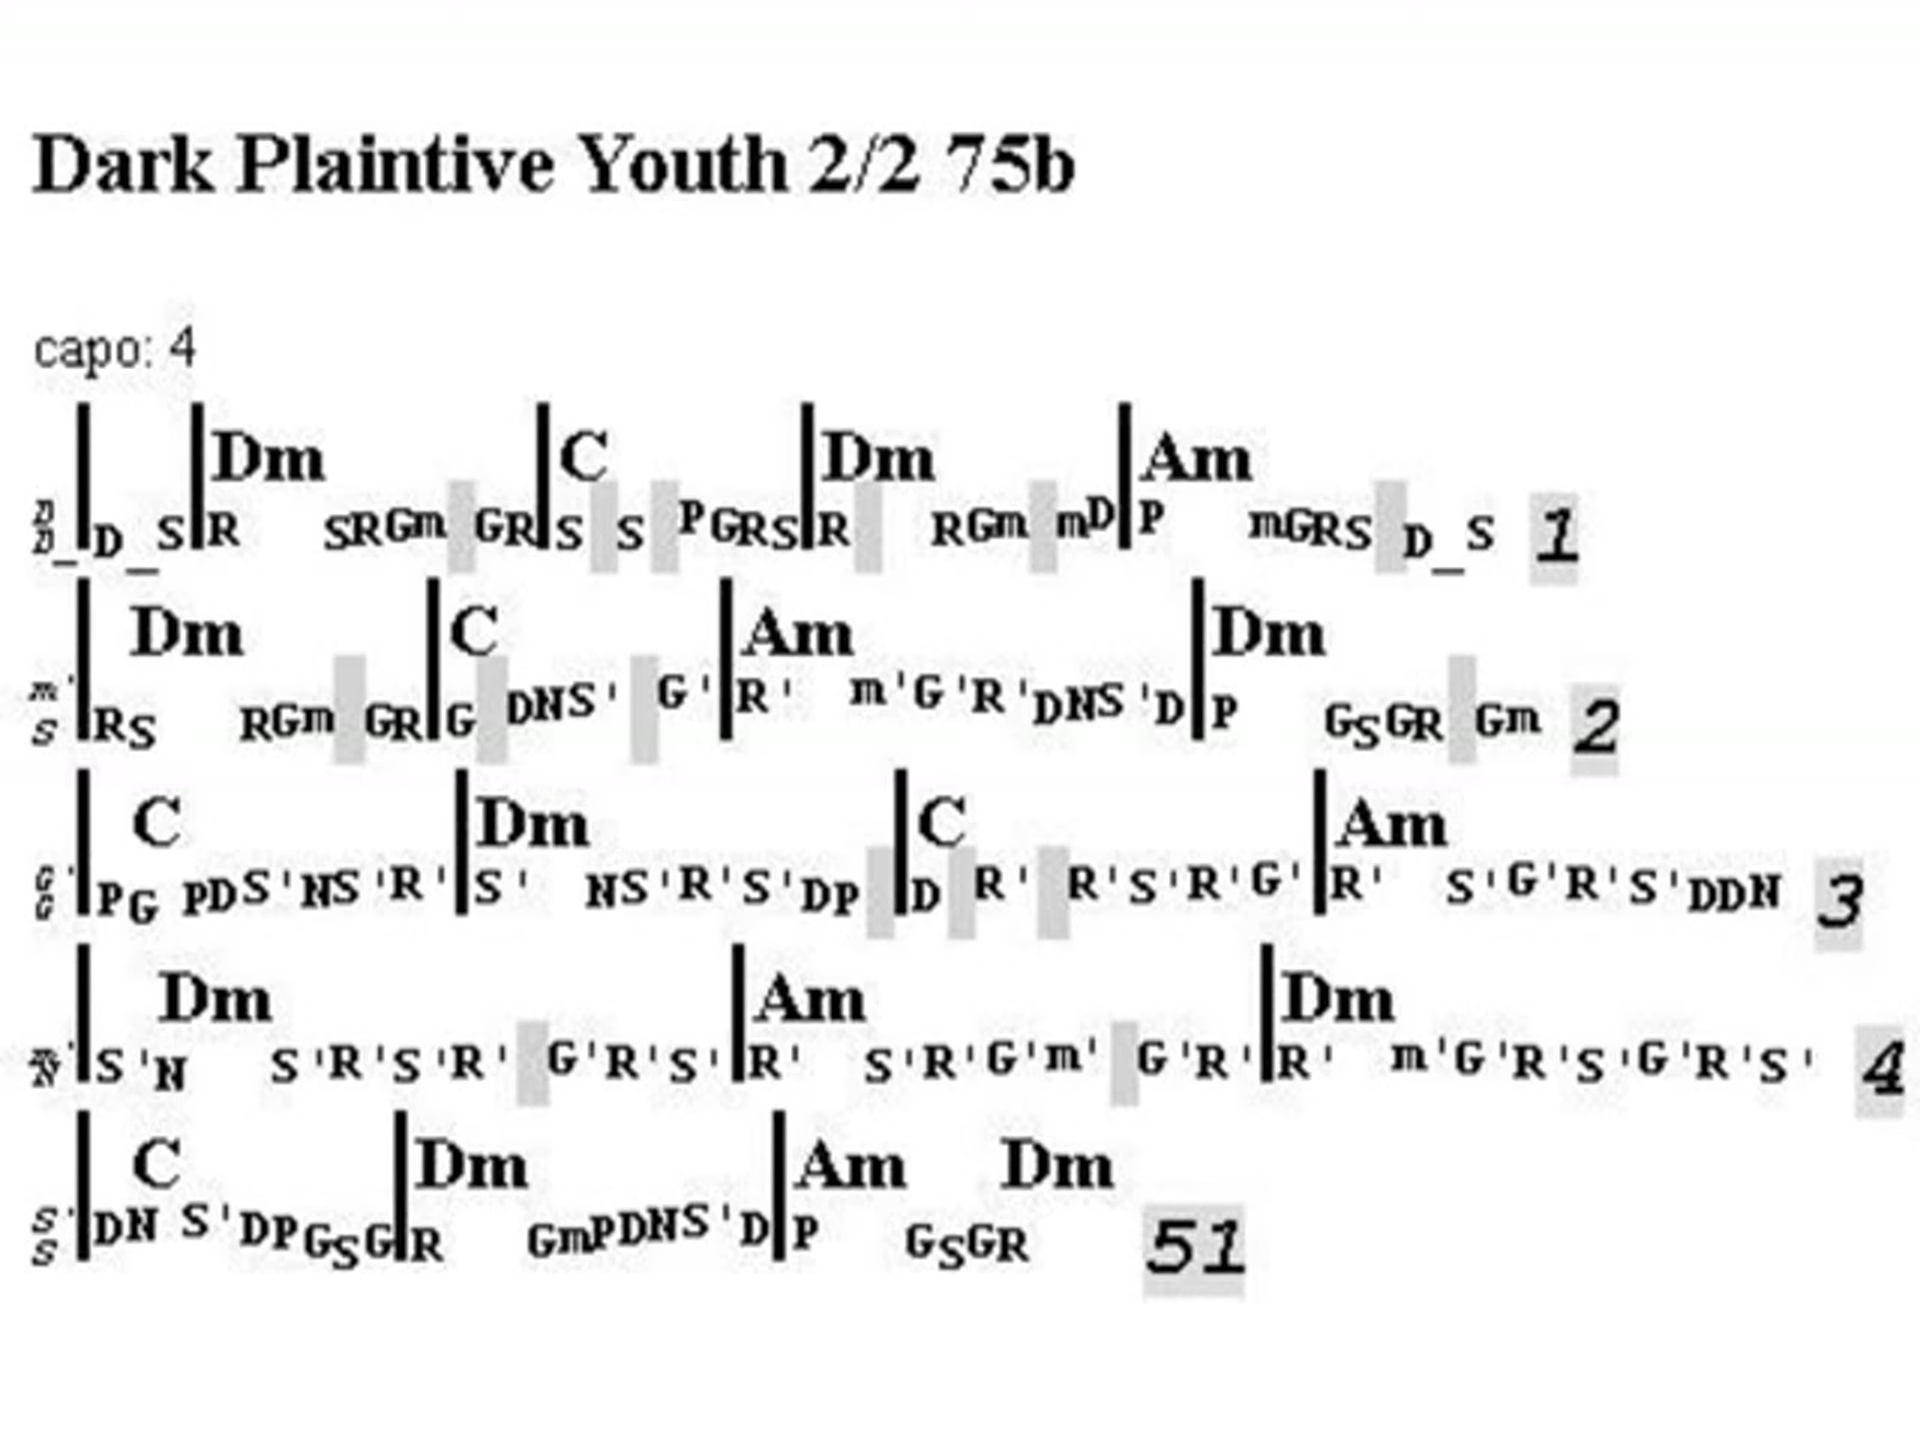 Dark Plaintive Youth 2/2 75b
capo: 4
Dm C Dm Am
D_S R SRGm GR S S PGRS R RGm mD P mGRS D_S 1
Dm C Am Dm
m' S RS RGm GR G DNS' G' R' m'G'R'DNS'D P GSGR Gm 2
C Dm C Am
G' G PG PDS'NS'R' S' NS'R'S'DP D R' R'S'R'G' R' S'G'R'S'DDN 3
Dm Am Dm
S'N S'R'S'R' G'R'S' R' S'R'G'm' G'R' R' m'G'R'S'G'R'S' 4
C Dm Am Dm
S' S DN S'DPGSG R GmPDNS'D P GSGR 51